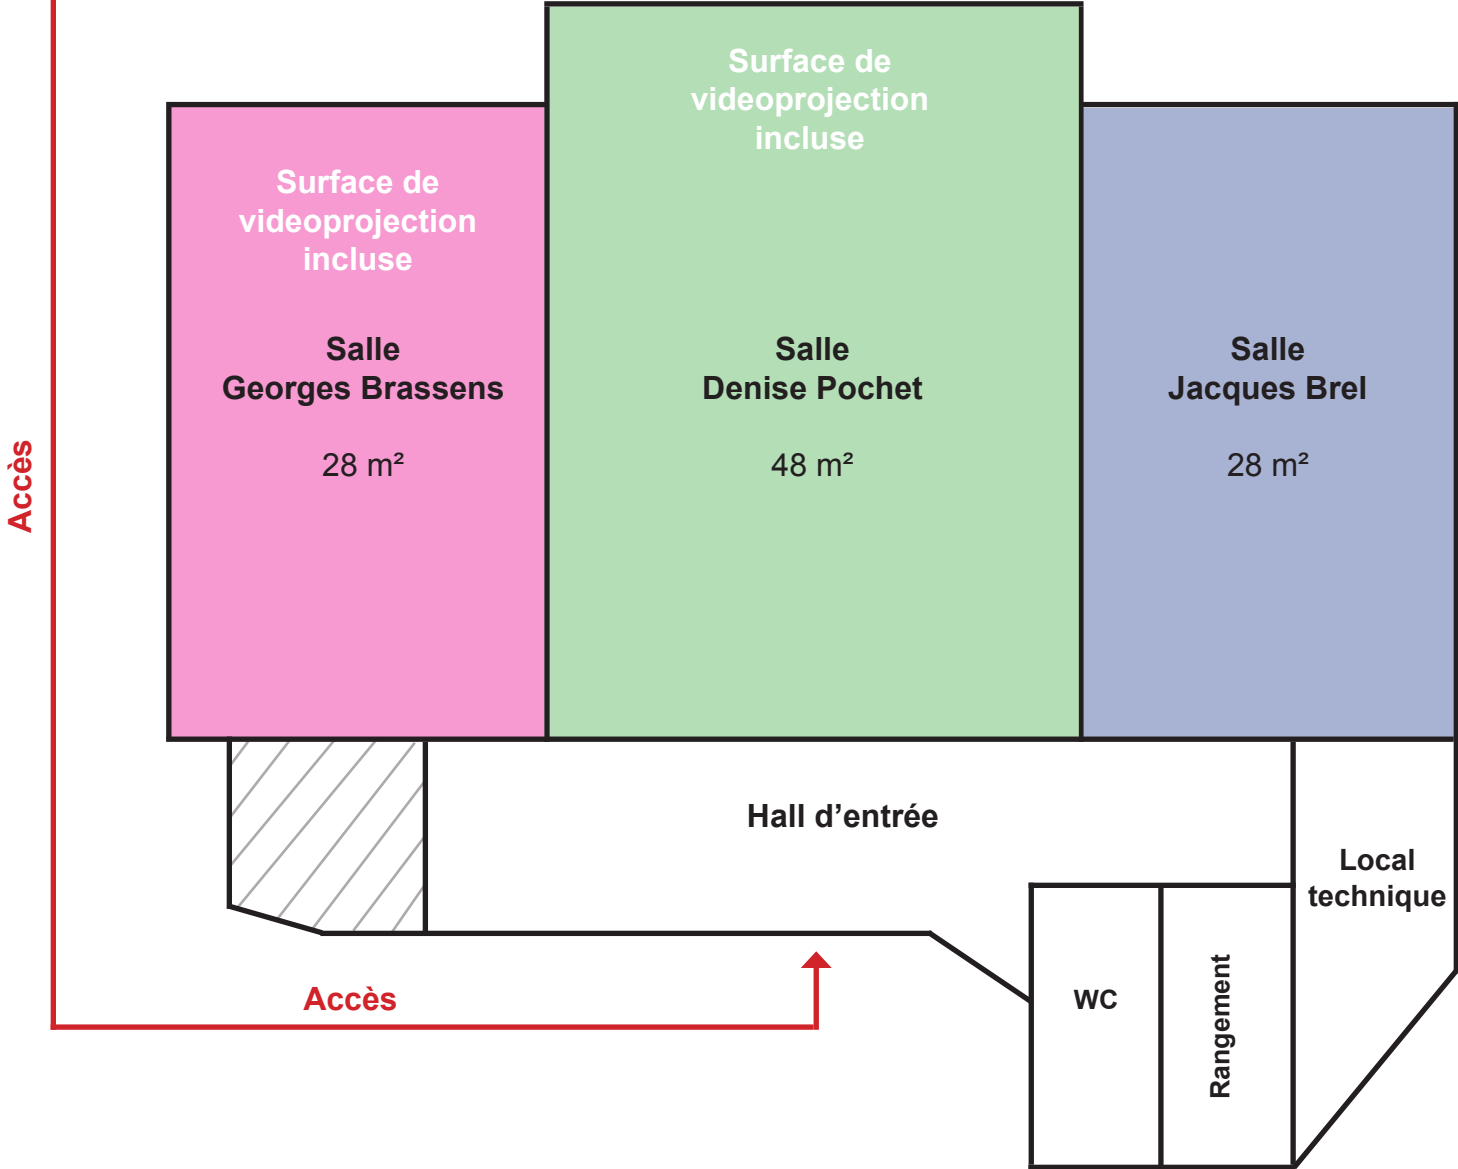 Surface de
videoprojection
incluse
Surface de
videoprojection
incluse
Salle
Georges Brassens
28 m²
Salle
Denise Pochet
48 m²
Salle
Jacques Brel
28 m²
Accès
Hall d’entrée
Local
technique
Accès
WC
Rangement